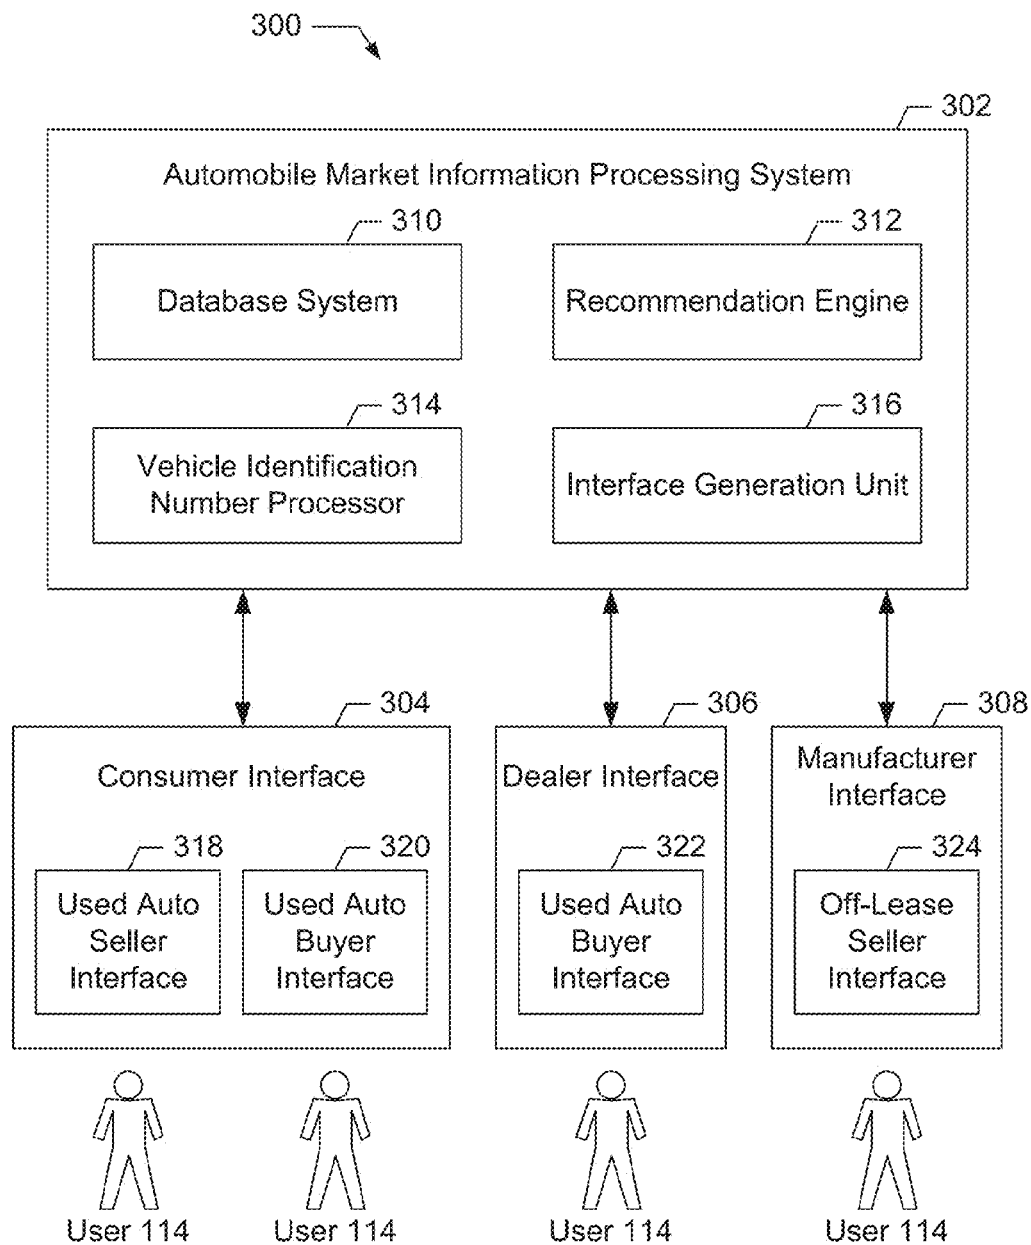 300
302
Automobile Market Information Processing System
310
312
Database System
Recommendation Engine
314
316
Vehicle Identification
Number Processor
Interface Generation Unit
304
306
308
Consumer Interface
Dealer Interface
Manufacturer
Interface
318
320
322
324
Used Auto
Seller
Interface
Used Auto
Buyer
Interface
Used Auto
Buyer
Interface
Off-Lease
Seller
Interface
User 114
User 114
User 114
User 114